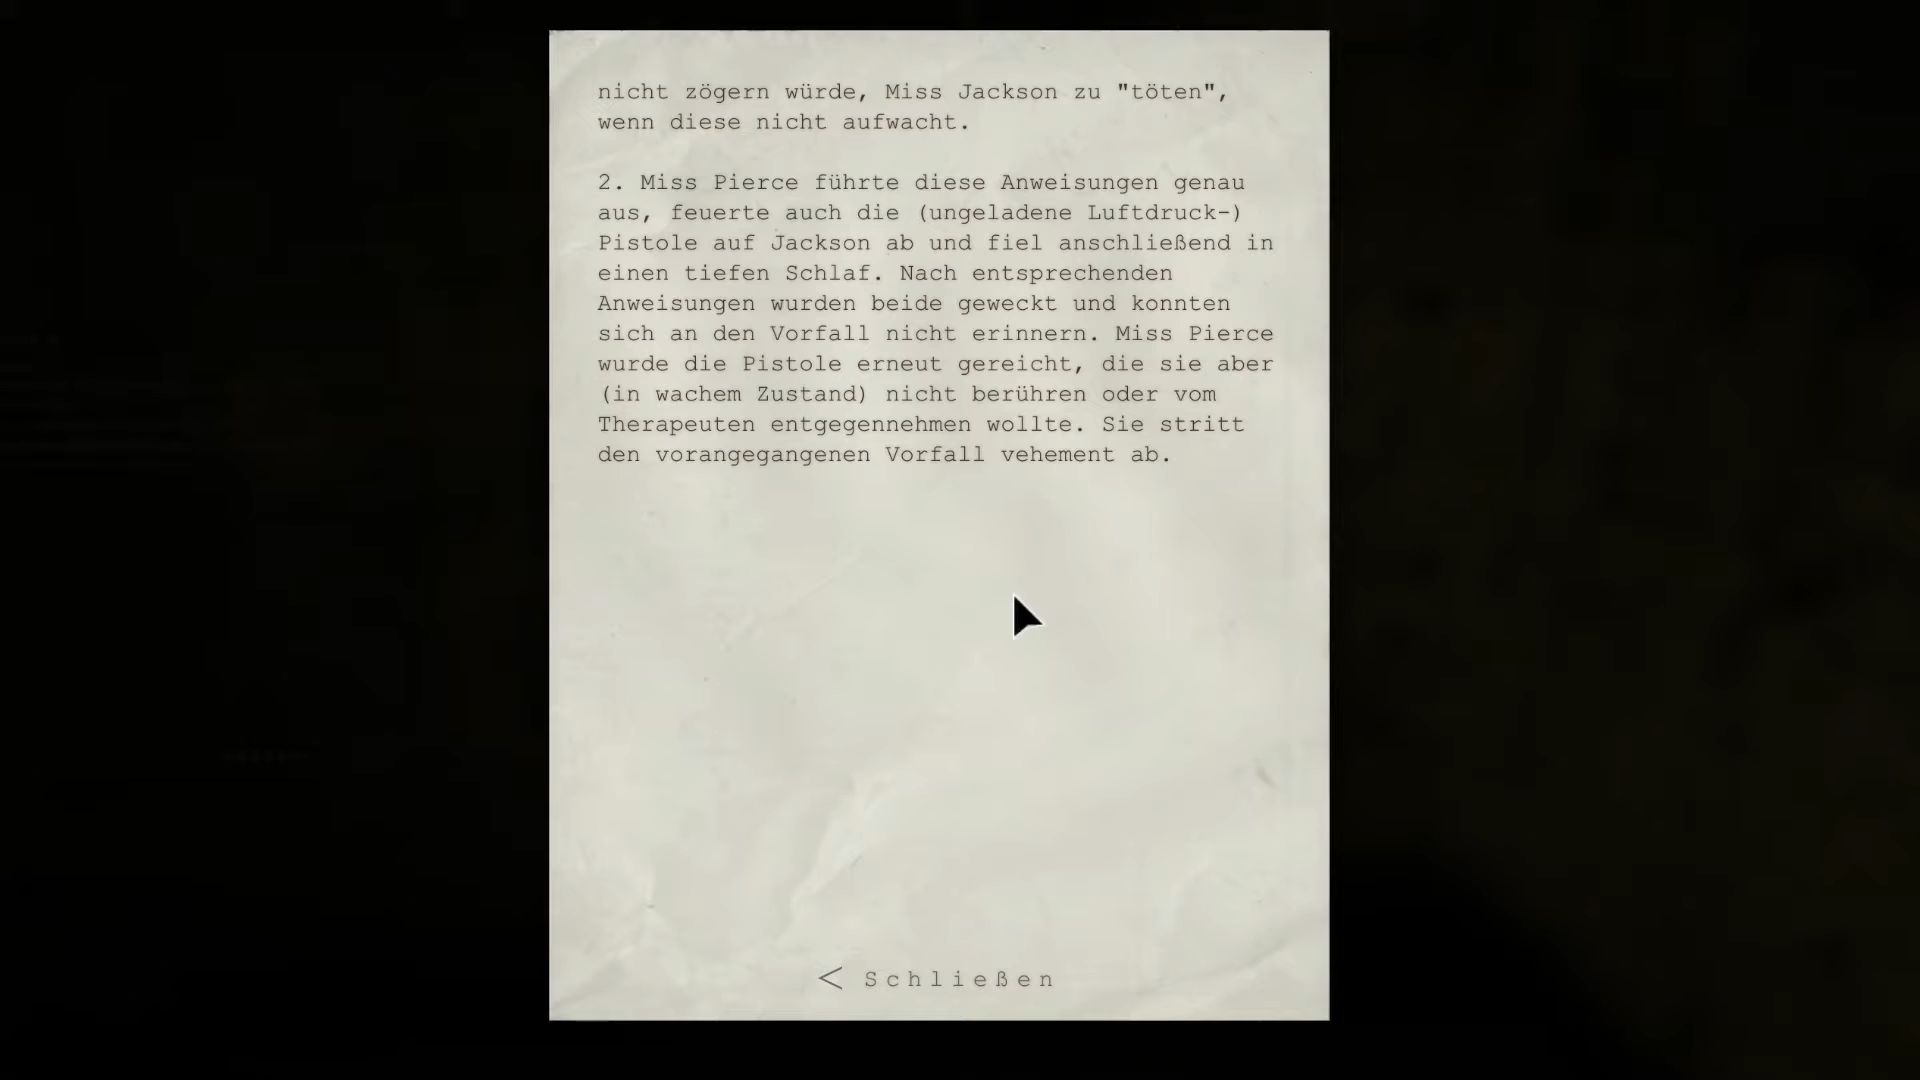 nicht zögern würde, Miss Jackson zu "töten",
wenn diese nicht aufwacht.
2. Miss Pierce führte diese Anweisungen genau
aus, feuerte auch die (ungeladene Luftdruck-)
Pistole auf Jackson ab und fiel anschließend in
einen tiefen Schlaf. Nach entsprechenden
Anweisungen wurden beide geweckt und konnten
sich an den Vorfall nicht erinnern. Miss Pierce
wurde die Pistole erneut gereicht, die sie aber
(in wachem Zustand) nicht berühren oder vom
Therapeuten entgegennehmen wollte. Sie stritt
den vorangegangenen Vorfall vehement ab.
< Schließen